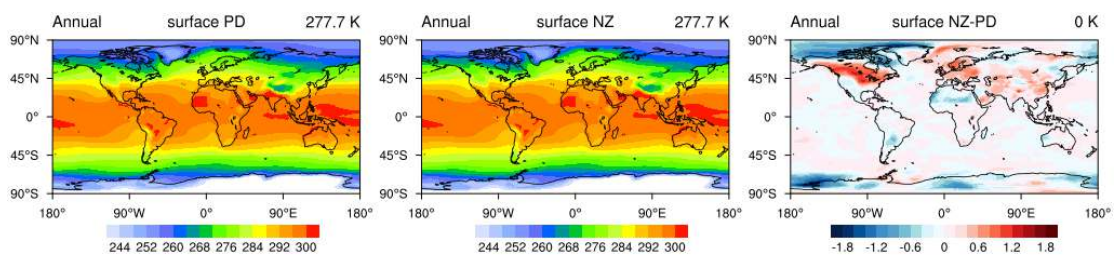 Annual surface PD 277.7 K
90°N
45°N
0°
45°S
90°S
180° 90°W 0° 90°E 180°
244 252 260 268 276 284 292 300
Annual surface NZ 277.7 K
90°N
45°N
0°
45°S
90°S
180° 90°W 0° 90°E 180°
244 252 260 268 276 284 292 300
Annual surface NZ-PD 0 K
90°N
45°N
0°
45°S
90°S
180° 90°W 0° 90°E 180°
-1.8 -1.2 -0.6 0 0.6 1.2 1.8